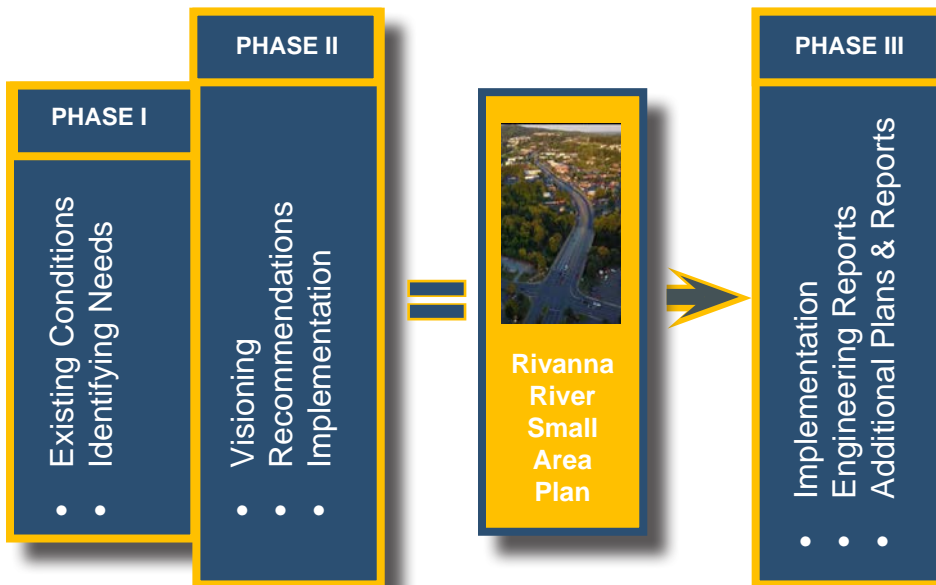 PHASE I
• Existing Conditions
• Identifying Needs
PHASE II
• Visioning
• Recommendations
• Implementation
=
Rivanna
River
Small
Area
Plan
PHASE III
• Implementation
• Engineering Reports
• Additional Plans & Reports